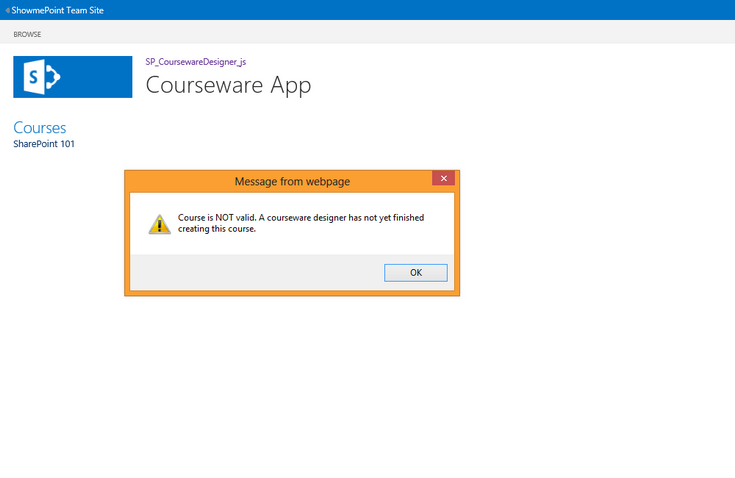 ShowmePoint Team Site
BROWSE
S
SP_CoursewareDesigner_js
Courseware App
Courses
SharePoint 101
Message from webpage
Course is NOT valid. A courseware designer has not yet finished
creating this course.
OK